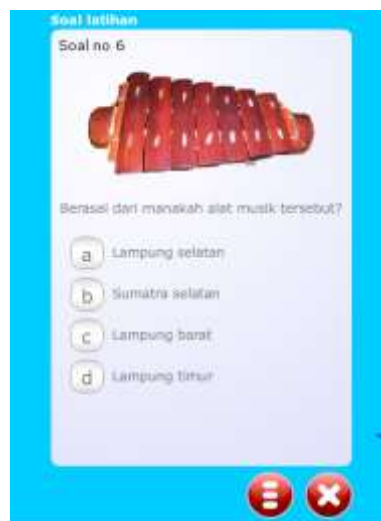 Soal latihan
Soal no 6
Berasal dari manakah alat musik tersebut?
a Lampung selatan
b Sumatra selatan
c Lampung barat
d Lampung timur